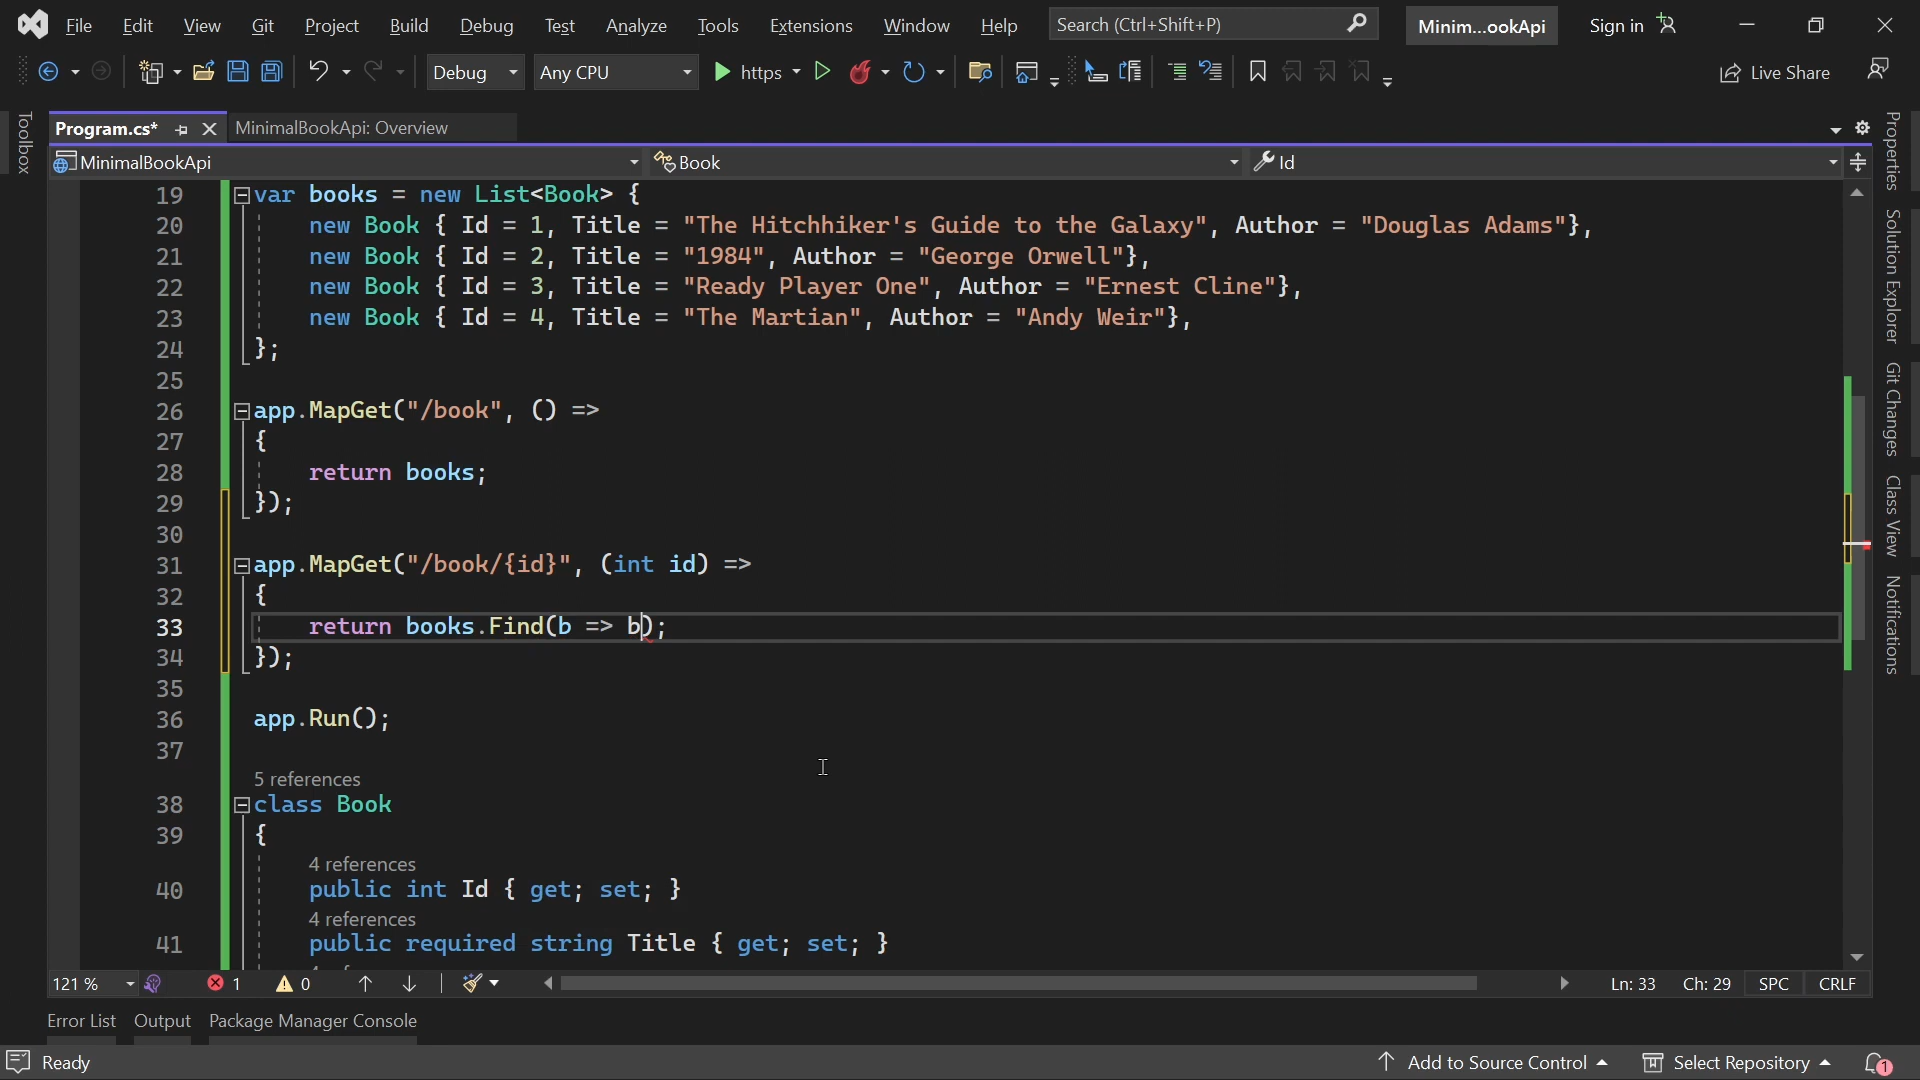 File Edit View Git Project Build Debug Test Analyze Tools Extensions Window Help Search (Ctrl+Shift+P) Minim...ookApi Sign in
Debug Any CPU https Live Share
Toolbox
Program.cs* MinimalBookApi: Overview
MinimalBookApi Book Id
19 var books = new List<Book> {
20 new Book { Id = 1, Title = "The Hitchhiker's Guide to the Galaxy", Author = "Douglas Adams"},
21 new Book { Id = 2, Title = "1984", Author = "George Orwell"},
22 new Book { Id = 3, Title = "Ready Player One", Author = "Ernest Cline"},
23 new Book { Id = 4, Title = "The Martian", Author = "Andy Weir"},
24 };
25
26 app.MapGet("/book", () =>
27 {
28 return books;
29 });
30
31 app.MapGet("/book/{id}", (int id) =>
32 {
33 return books.Find(b => b);
34 });
35
36 app.Run();
37
5 references
38 class Book
39 {
4 references
40 public int Id { get; set; }
4 references
41 public required string Title { get; set; }
Properties
Solution Explorer
Git Changes
Class View
Notifications
121 % 1 0 Ln: 33 Ch: 29 SPC CRLF
Error List Output Package Manager Console
Ready Add to Source Control Select Repository 1